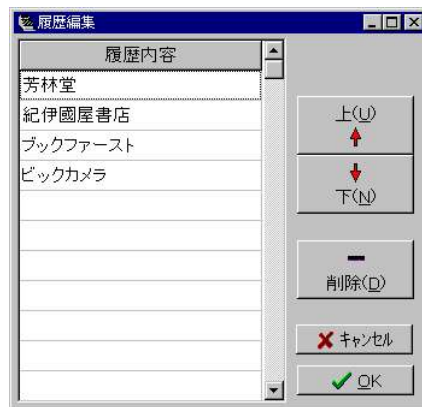 履歴編集
履歴内容
芳林堂
紀伊國屋書店
ブックファースト
ビックカメラ
上(U)
下(N)
削除(D)
キャンセル
OK